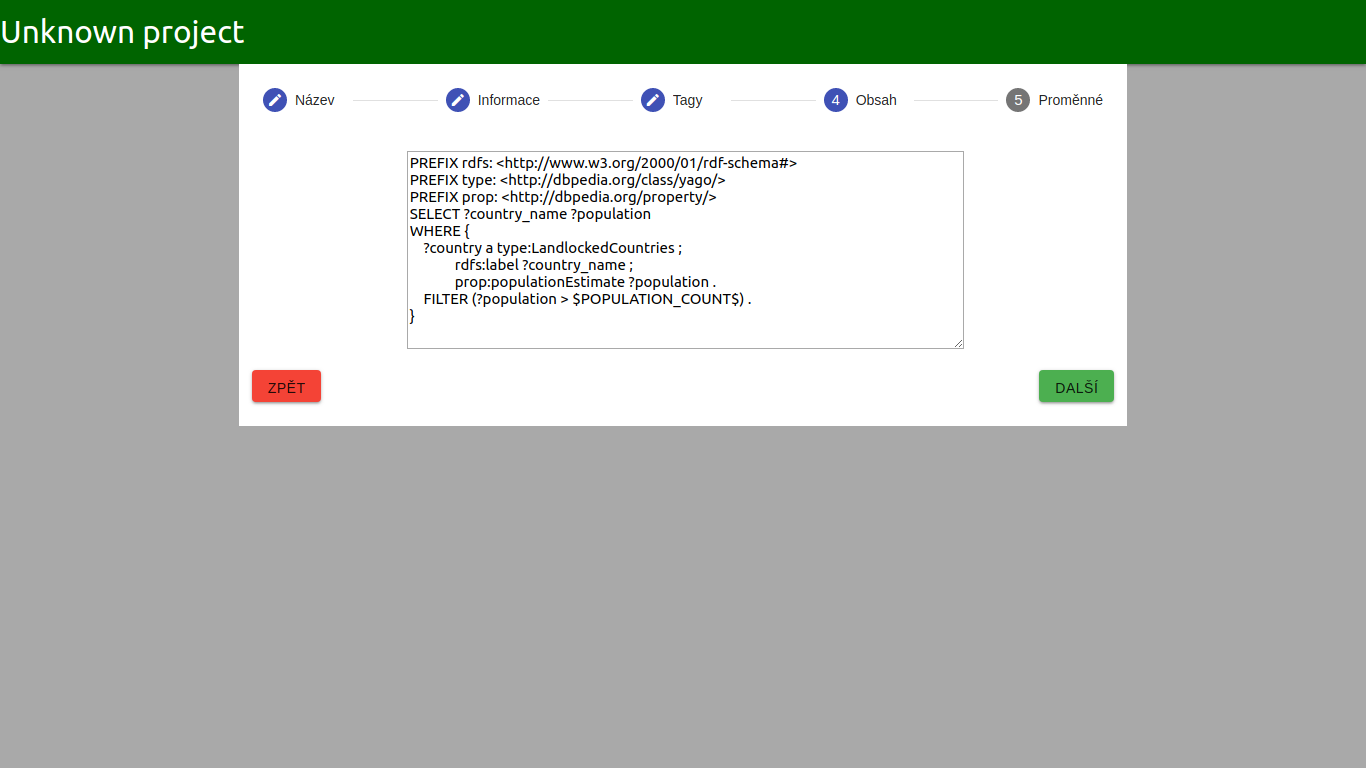 Unknown project
Název Informace Tagy 4 Obsah 5 Proměnné
PREFIX rdfs: <http://www.w3.org/2000/01/rdf-schema#>
PREFIX type: <http://dbpedia.org/class/yago/>
PREFIX prop: <http://dbpedia.org/property/>
SELECT ?country_name ?population
WHERE {
    ?country a type:LandlockedCountries ;
             rdfs:label ?country_name ;
             prop:populationEstimate ?population .
    FILTER (?population > $POPULATION_COUNT$) .
}
ZPĚT DALŠÍ